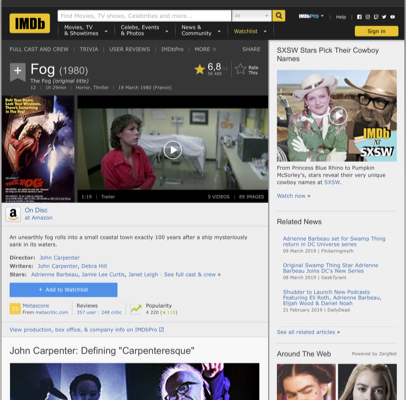 IMDb
Find Movies, TV shows, Celebrities and more...
All
IMDbPro
Help
Movies, TV & Showtimes
Celebs, Events & Photos
News & Community
Watchlist
Sign in
FULL CAST AND CREW
TRIVIA
USER REVIEWS
IMDbPro
MORE
SHARE
Fog (1980)
The Fog (original title)
12
1h 29min
Horror, Thriller
19 March 1980 (France)
6,8
Rate This
THE FOG
1:19
Trailer
5 VIDEOS
89 IMAGES
a
On Disc
at Amazon
An unearthly fog rolls into a small coastal town exactly 100 years after a ship mysteriously
sank in its waters.
Director: John Carpenter
Writers: John Carpenter, Debra Hill
Stars: Adrienne Barbeau, Jamie Lee Curtis, Janet Leigh
See full cast & crew »
+ Add to Watchlist
Metascore
From metacritic.com
Reviews
357 user
248 critic
Popularity
4 220
View production, box office, & company info on IMDbPro
John Carpenter: Defining "Carpenteresque"
SXSW Stars Pick Their Cowboy
Names
IMDb
AT
SXSW
From Princess Blue Rhino to Pumpkin
McSorley's, stars reveal their very unique
cowboy names at SXSW.
Watch now »
Related News
Adrienne Barbeau set for Swamp Thing
return in DC Universe series
09 March 2019 | Flickeringmyth
Original Swamp Thing Star Adrienne
Barbeau Joins DC's New Series
08 March 2019 | GeekTyrant
Shudder to Launch New Podcasts
Featuring Eli Roth, Adrienne Barbeau,
Elijah Wood & Daniel Noah
21 February 2019 | DailyDead
See all related articles »
Around The Web
Powered by ZergNet